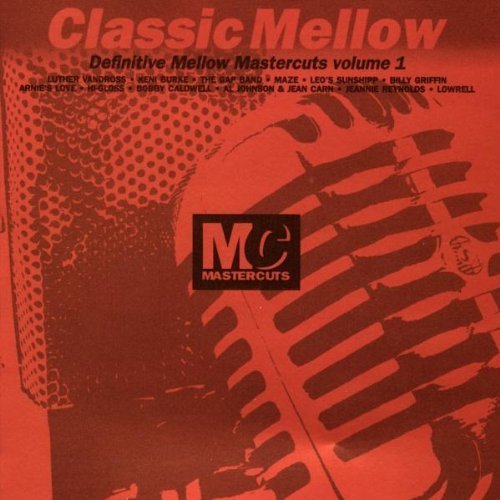 Classic Mellow
Definitive Mellow Mastercuts volume 1
LUTHER VANDROSS • KENI BURKE • THE GAP BAND • MAZE • LEO'S SUNSHIPP • BILLY GRIFFIN
ARNIE'S LOVE • HI-GLOSS • BOBBY CALDWELL • AL JOHNSON & JEAN CARN • JEANNIE REYNOLDS • LOWRELL
MC
MASTERCUTS